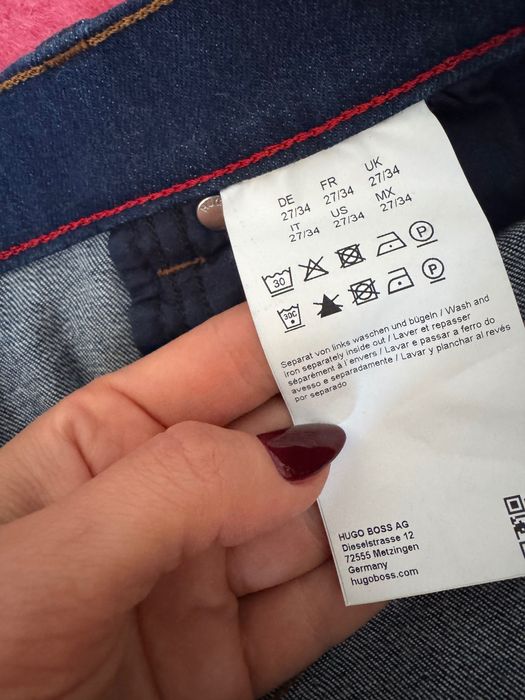 DE FR UK
27/34 27/34 27/34
IT US MX
27/34 27/34 27/34
30 P
30C P
Separat von links waschen und bügeln / Wash and
iron separately inside out / Laver et repasser
séparément à l'envers / Lavar e passar a ferro do
avesso e separadamente / Lavar y planchar al revés
por separado
HUGO BOSS AG
Dieselstrasse 12
72555 Metzingen
Germany
hugoboss.com